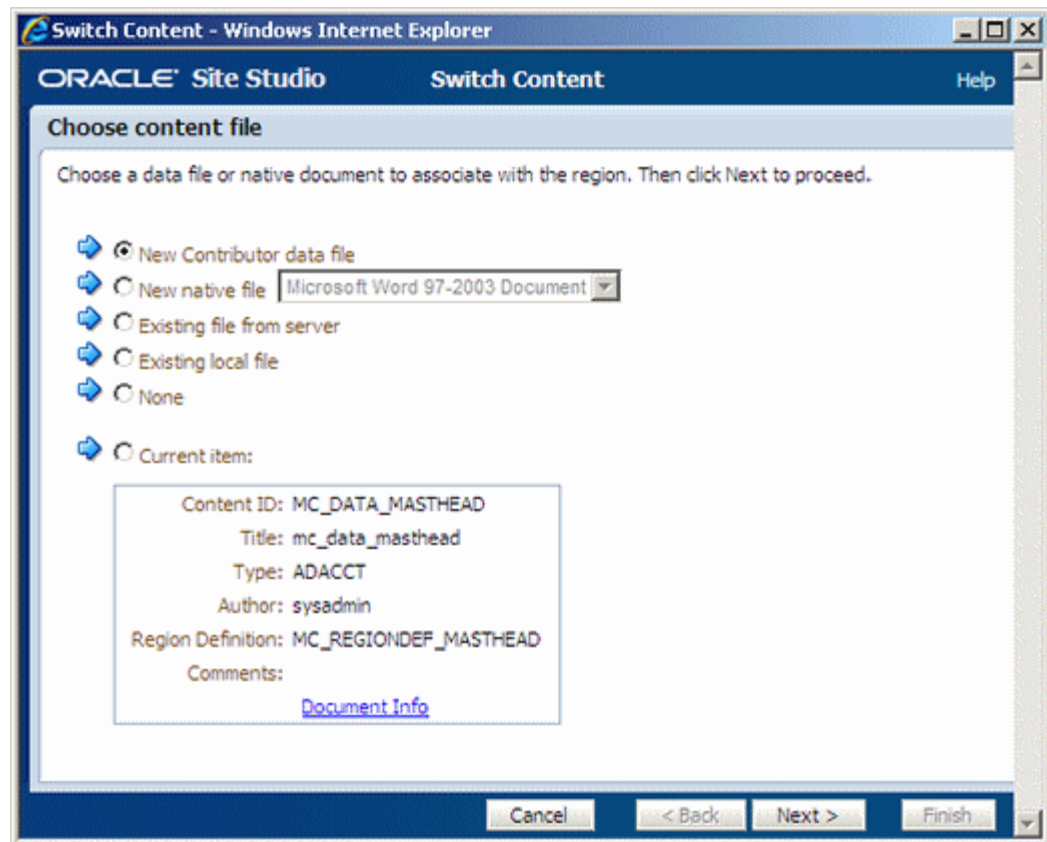 Switch Content - Windows Internet Explorer
ORACLE Site Studio Switch Content Help
Choose content file
Choose a data file or native document to associate with the region. Then click Next to proceed.
New Contributor data file
New native file Microsoft Word 97-2003 Document
Existing file from server
Existing local file
None
Current item:
Content ID: MC_DATA_MASTHEAD
Title: mc_data_masthead
Type: ADACCT
Author: sysadmin
Region Definition: MC_REGIONDEF_MASTHEAD
Comments:
Document Info
Cancel < Back Next > Finish